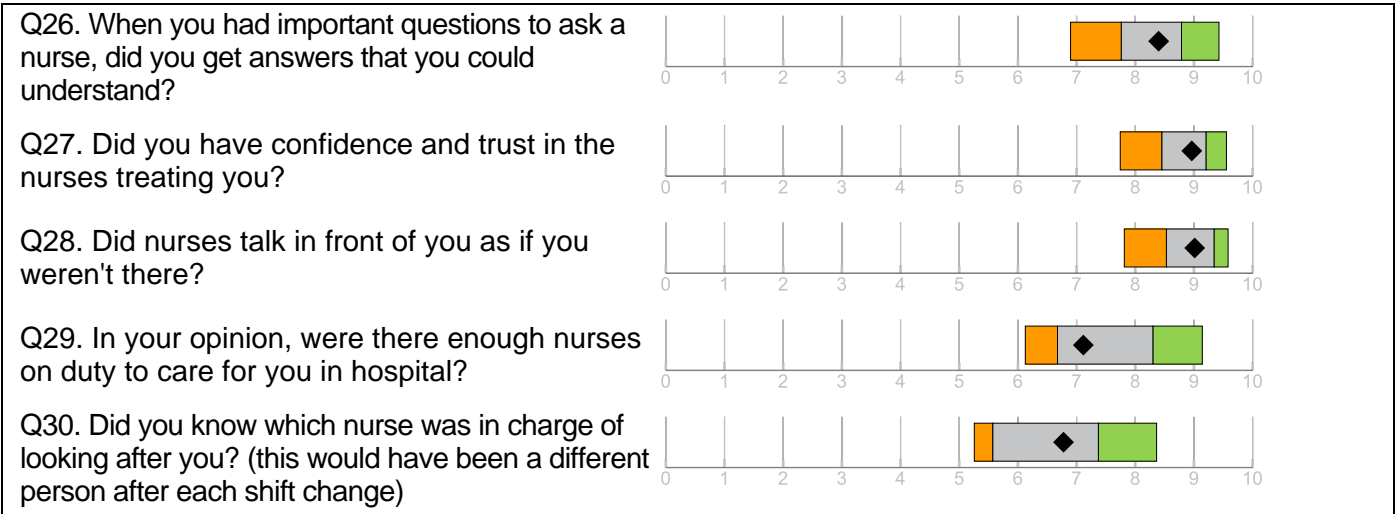 Q26. When you had important questions to ask a
nurse, did you get answers that you could
understand?
0 1 2 3 4 5 6 7 8 9 10
Q27. Did you have confidence and trust in the
nurses treating you?
0 1 2 3 4 5 6 7 8 9 10
Q28. Did nurses talk in front of you as if you
weren't there?
0 1 2 3 4 5 6 7 8 9 10
Q29. In your opinion, were there enough nurses
on duty to care for you in hospital?
0 1 2 3 4 5 6 7 8 9 10
Q30. Did you know which nurse was in charge of
looking after you? (this would have been a different
person after each shift change)
0 1 2 3 4 5 6 7 8 9 10